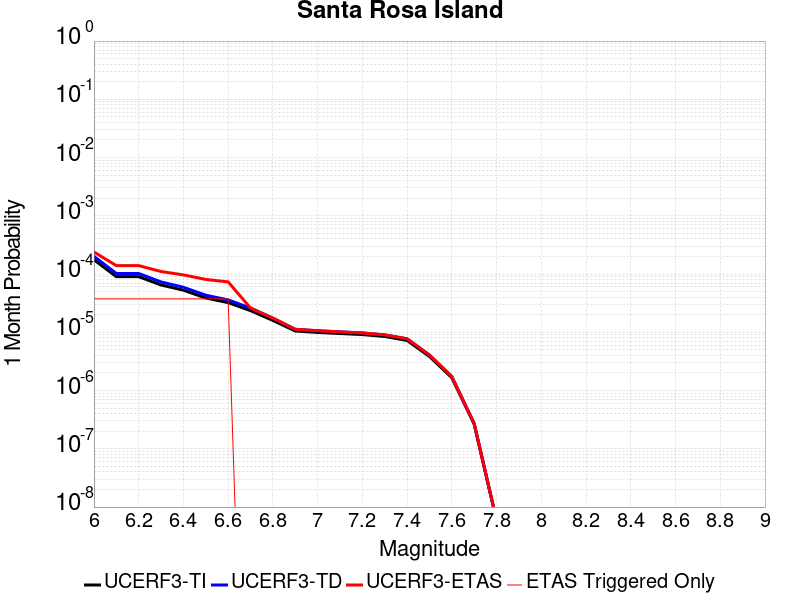 Santa Rosa Island
1 Month Probability
10^0
10^-1
10^-2
10^-3
10^-4
10^-5
10^-6
10^-7
10^-8
6 6.2 6.4 6.6 6.8 7 7.2 7.4 7.6 7.8 8 8.2 8.4 8.6 8.8 9
Magnitude
UCERF3-TI UCERF3-TD UCERF3-ETAS ETAS Triggered Only